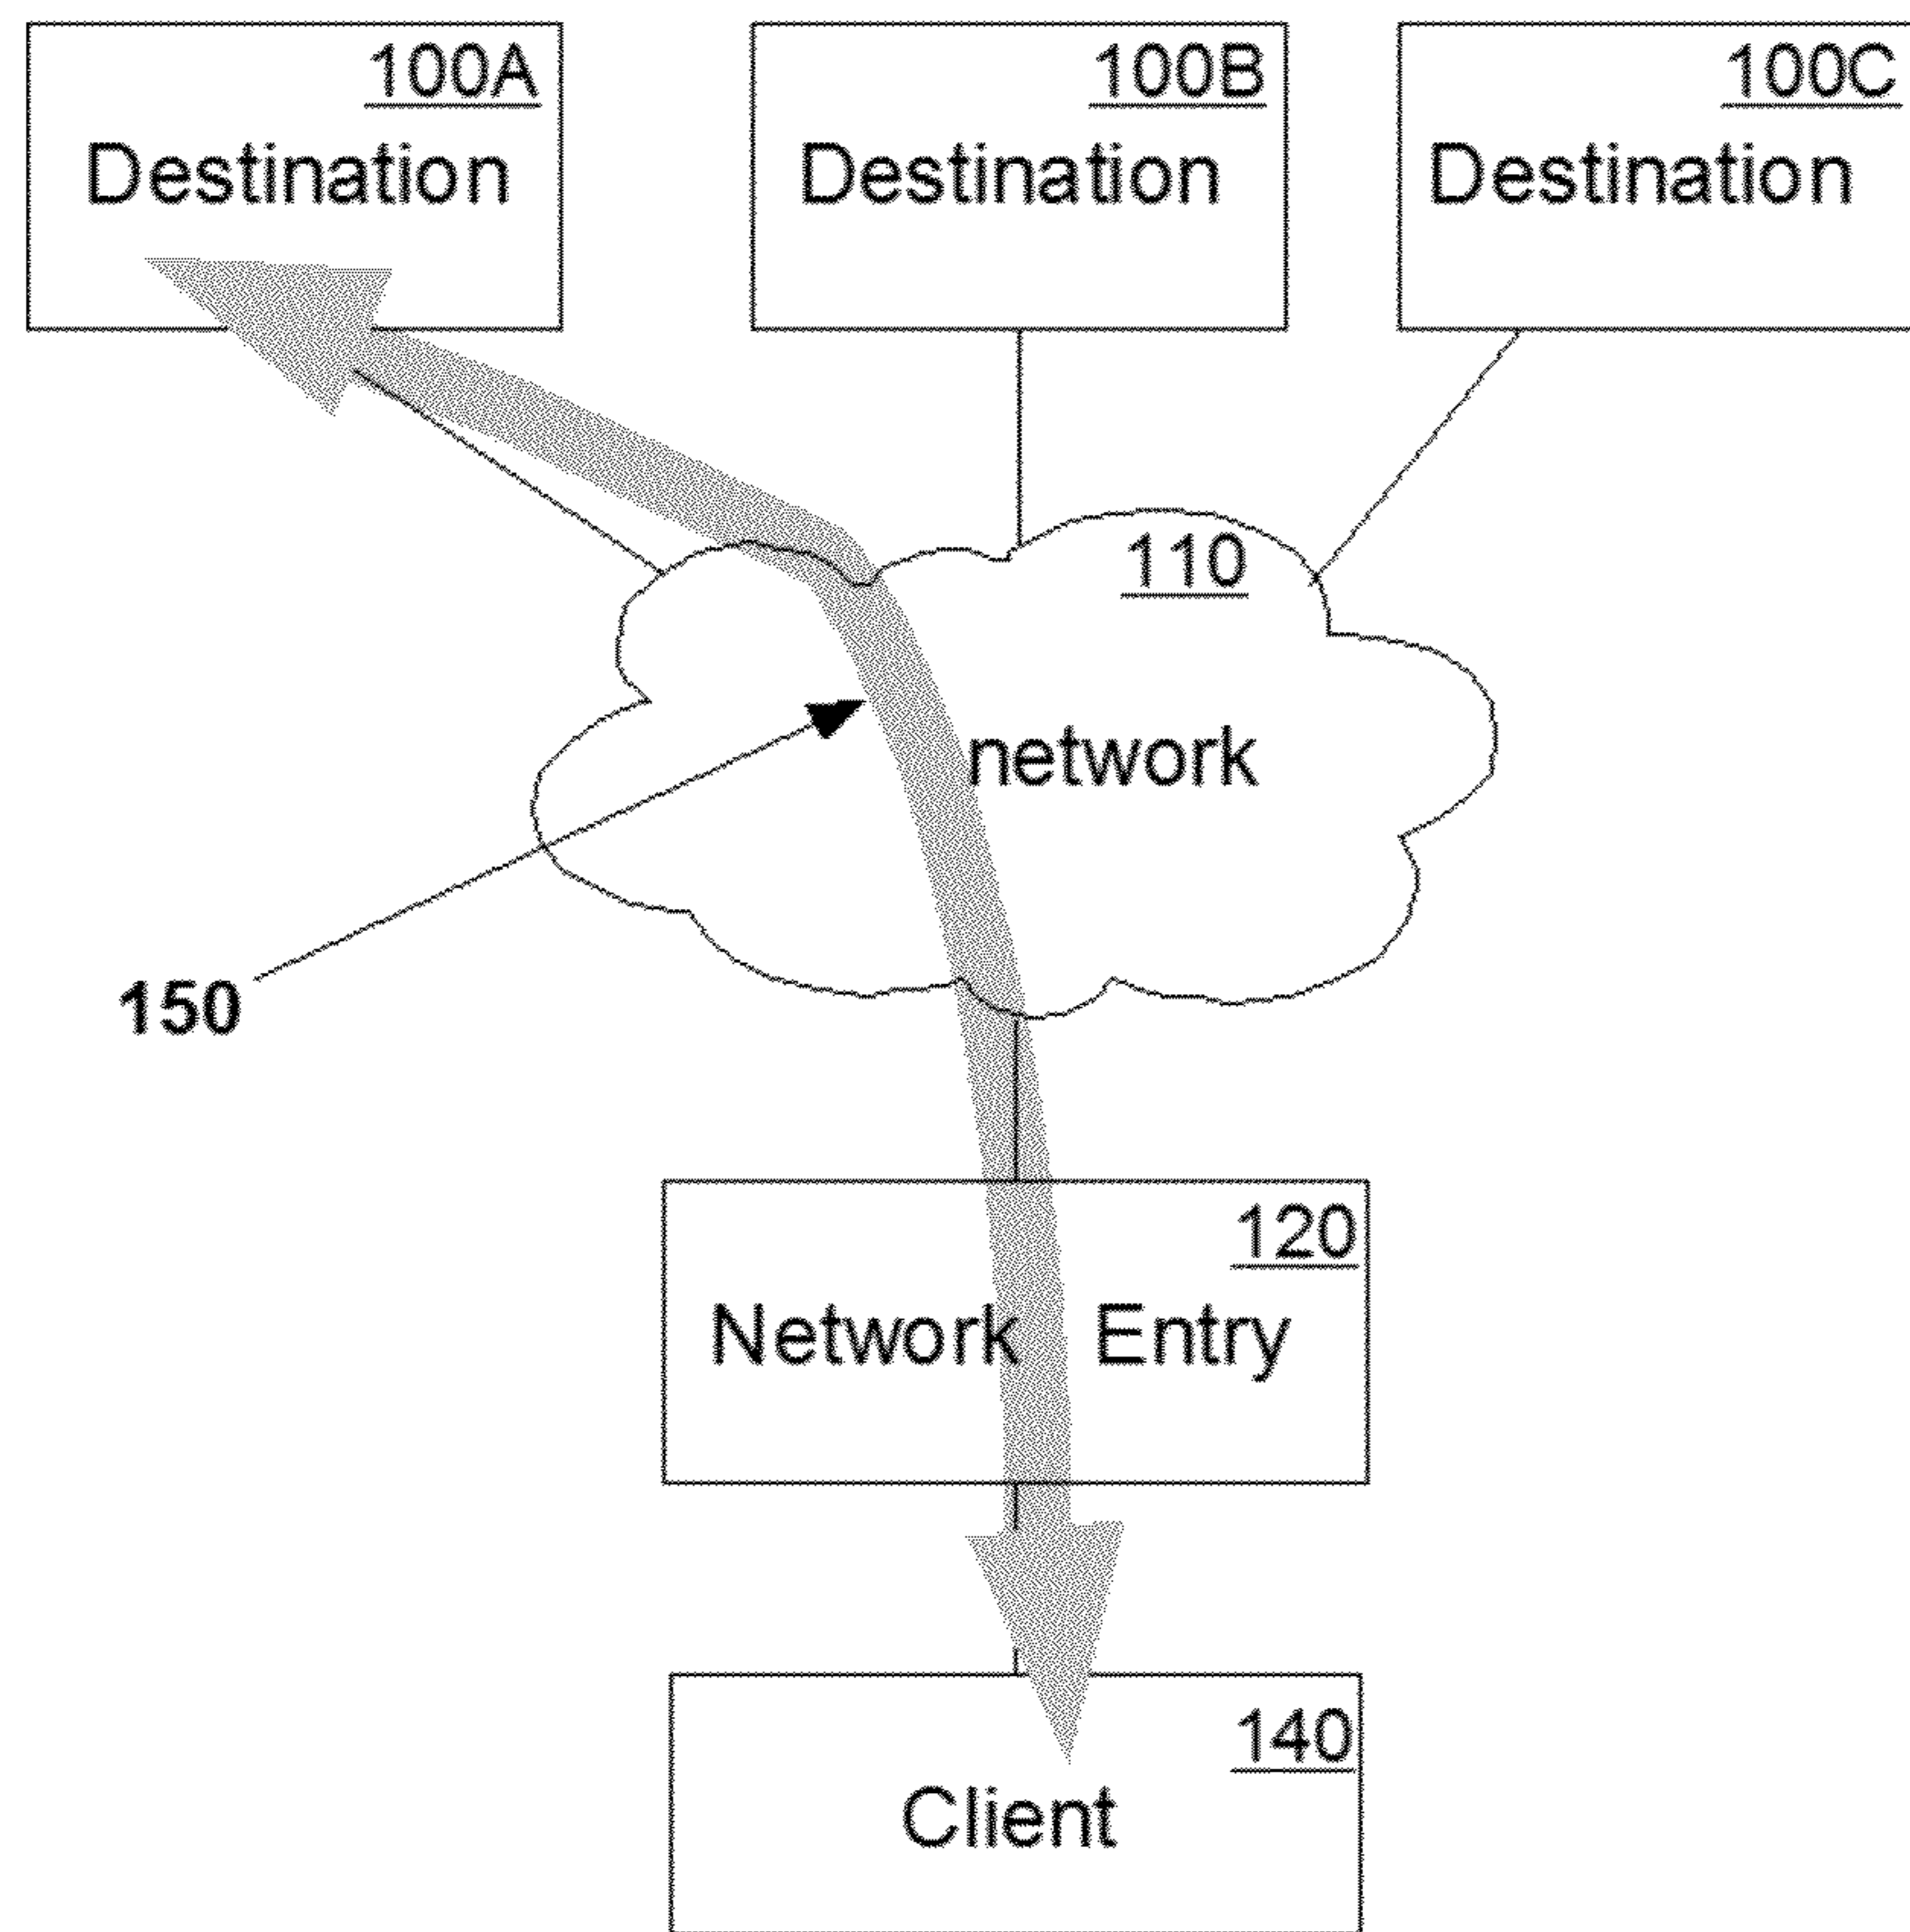 100A
Destination
100B
Destination
100C
Destination
110
network
150
120
Network Entry
140
Client